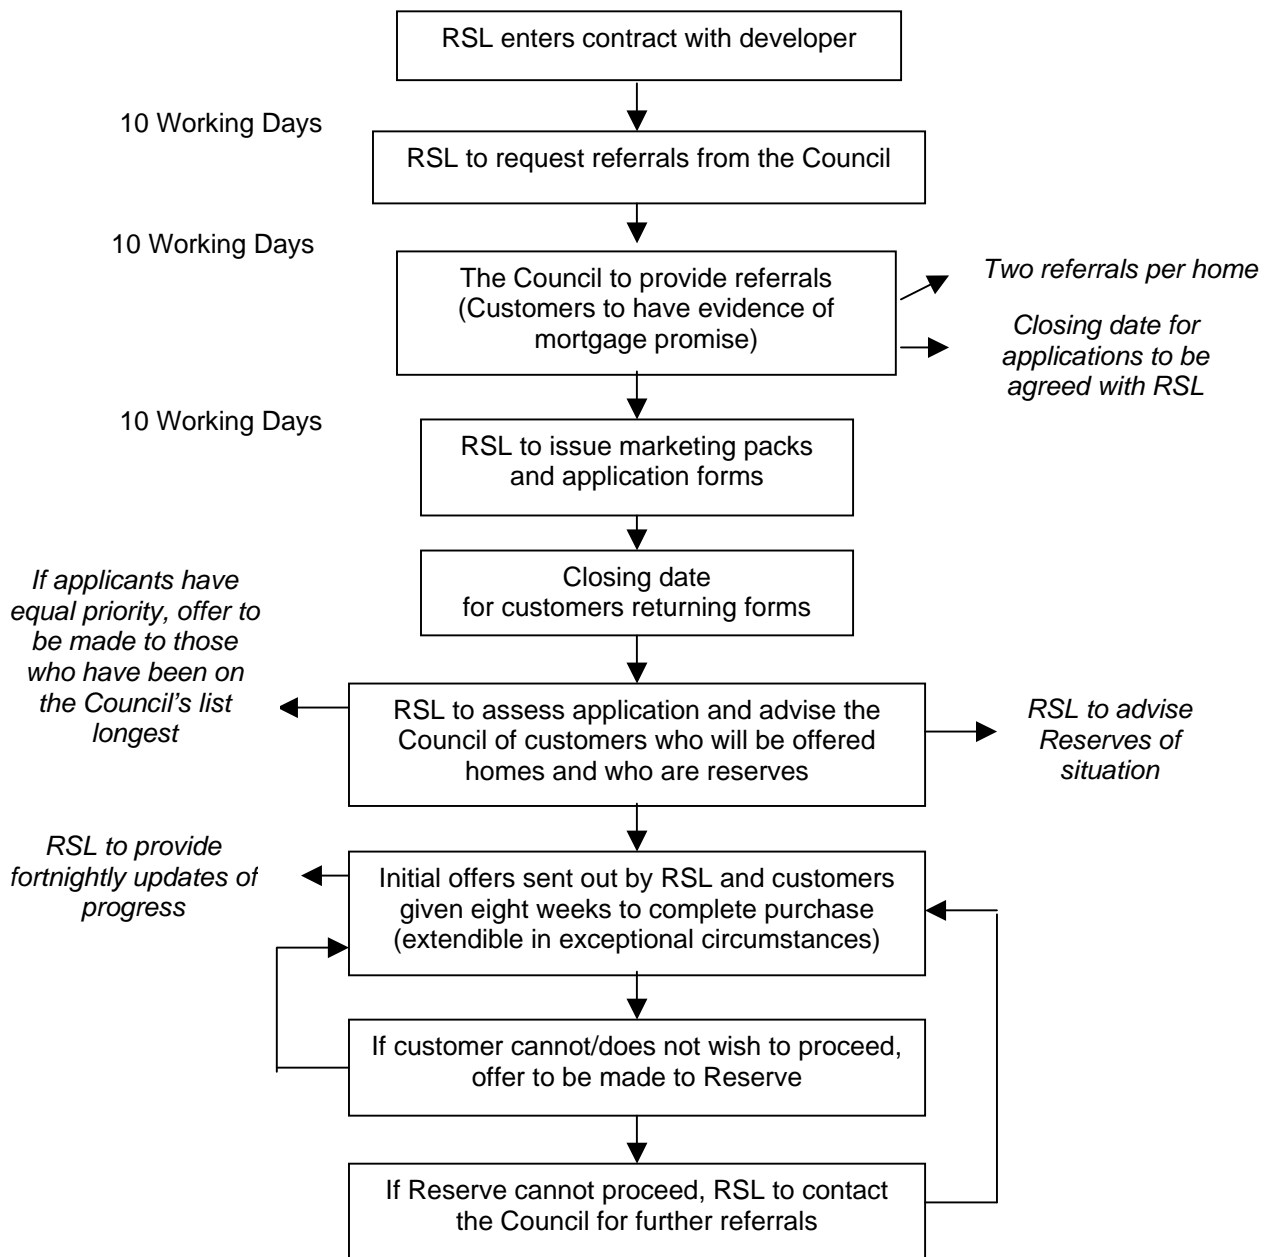 RSL enters contract with developer
10 Working Days
RSL to request referrals from the Council
10 Working Days
The Council to provide referrals
(Customers to have evidence of
mortgage promise)
Two referrals per home
Closing date for
applications to be
agreed with RSL
10 Working Days
RSL to issue marketing packs
and application forms
Closing date
for customers returning forms
If applicants have
equal priority, offer to
be made to those
who have been on
the Council’s list
longest
RSL to assess application and advise the
Council of customers who will be offered
homes and who are reserves
RSL to advise
Reserves of
situation
RSL to provide
fortnightly updates of
progress
Initial offers sent out by RSL and customers
given eight weeks to complete purchase
(extendible in exceptional circumstances)
If customer cannot/does not wish to proceed,
offer to be made to Reserve
If Reserve cannot proceed, RSL to contact
the Council for further referrals